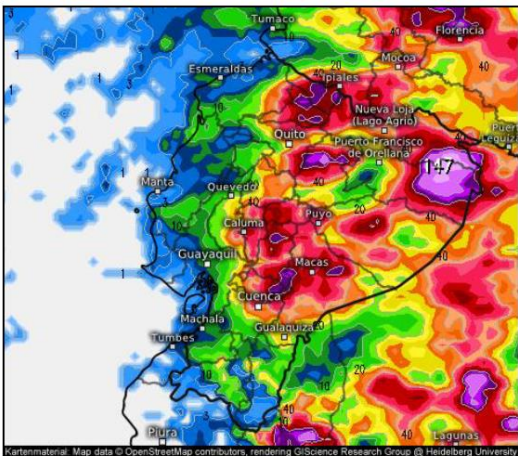 Tumaco
Florencia
Mocoa
Esmeraldas
Ipiales
Nueva Loja
(Lago Agrio)
Quito
Puerto Francisco
de Orellana
147
Manta
Quevedo
Caluma
Puyo
Guayaquil
Macas
Cuenca
Machala
Gualaquiza
Tumbes
Piura
Lagunas
Kartenmaterial: Map data @ OpenStreetMap contributors, rendering GIScience Research Group @ Heidelberg University